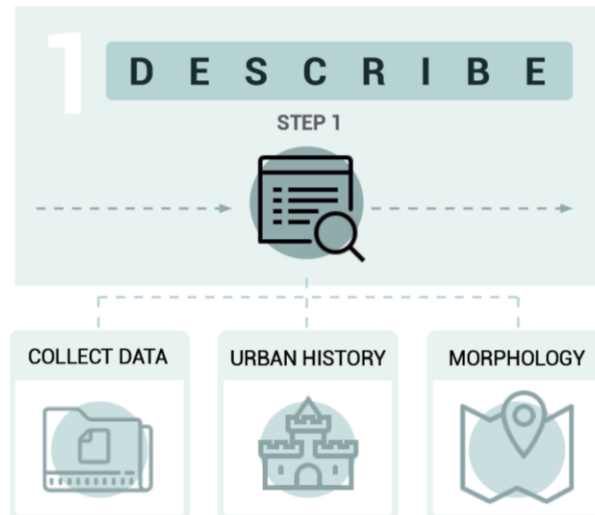 1
DESCRIBE
STEP 1
COLLECT DATA
URBAN HISTORY
MORPHOLOGY